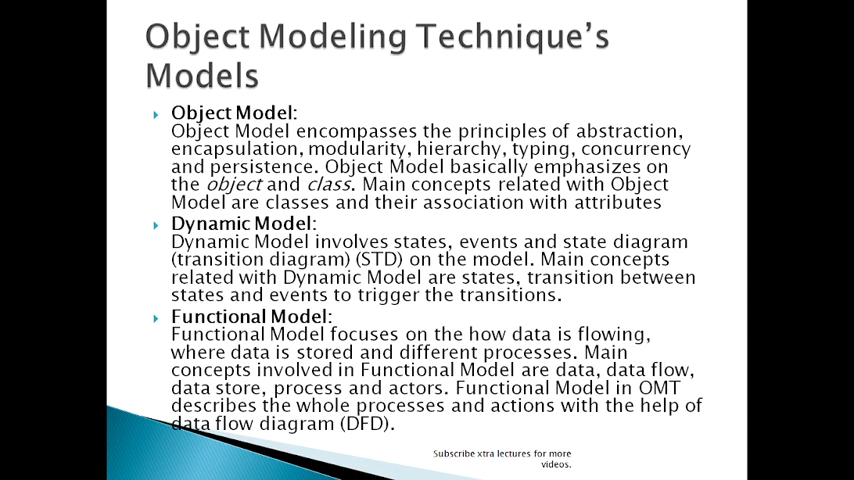 Object Modeling Technique's
Models
Object Model:
Object Model encompasses the principles of abstraction,
encapsulation, modularity, hierarchy, typing, concurrency
and persistence. Object Model basically emphasizes on
the object and class. Main concepts related with Object
Model are classes and their association with attributes
Dynamic Model:
Dynamic Model involves states, events and state diagram
(transition diagram) (STD) on the model. Main concepts
related with Dynamic Model are states, transition between
states and events to trigger the transitions.
Functional Model:
Functional Model focuses on the how data is flowing,
where data is stored and different processes. Main
concepts involved in Functional Model are data, data flow,
data store, process and actors. Functional Model in OMT
describes the whole processes and actions with the help of
data flow diagram (DFD).
Subscribe xtra lectures for more
videos.